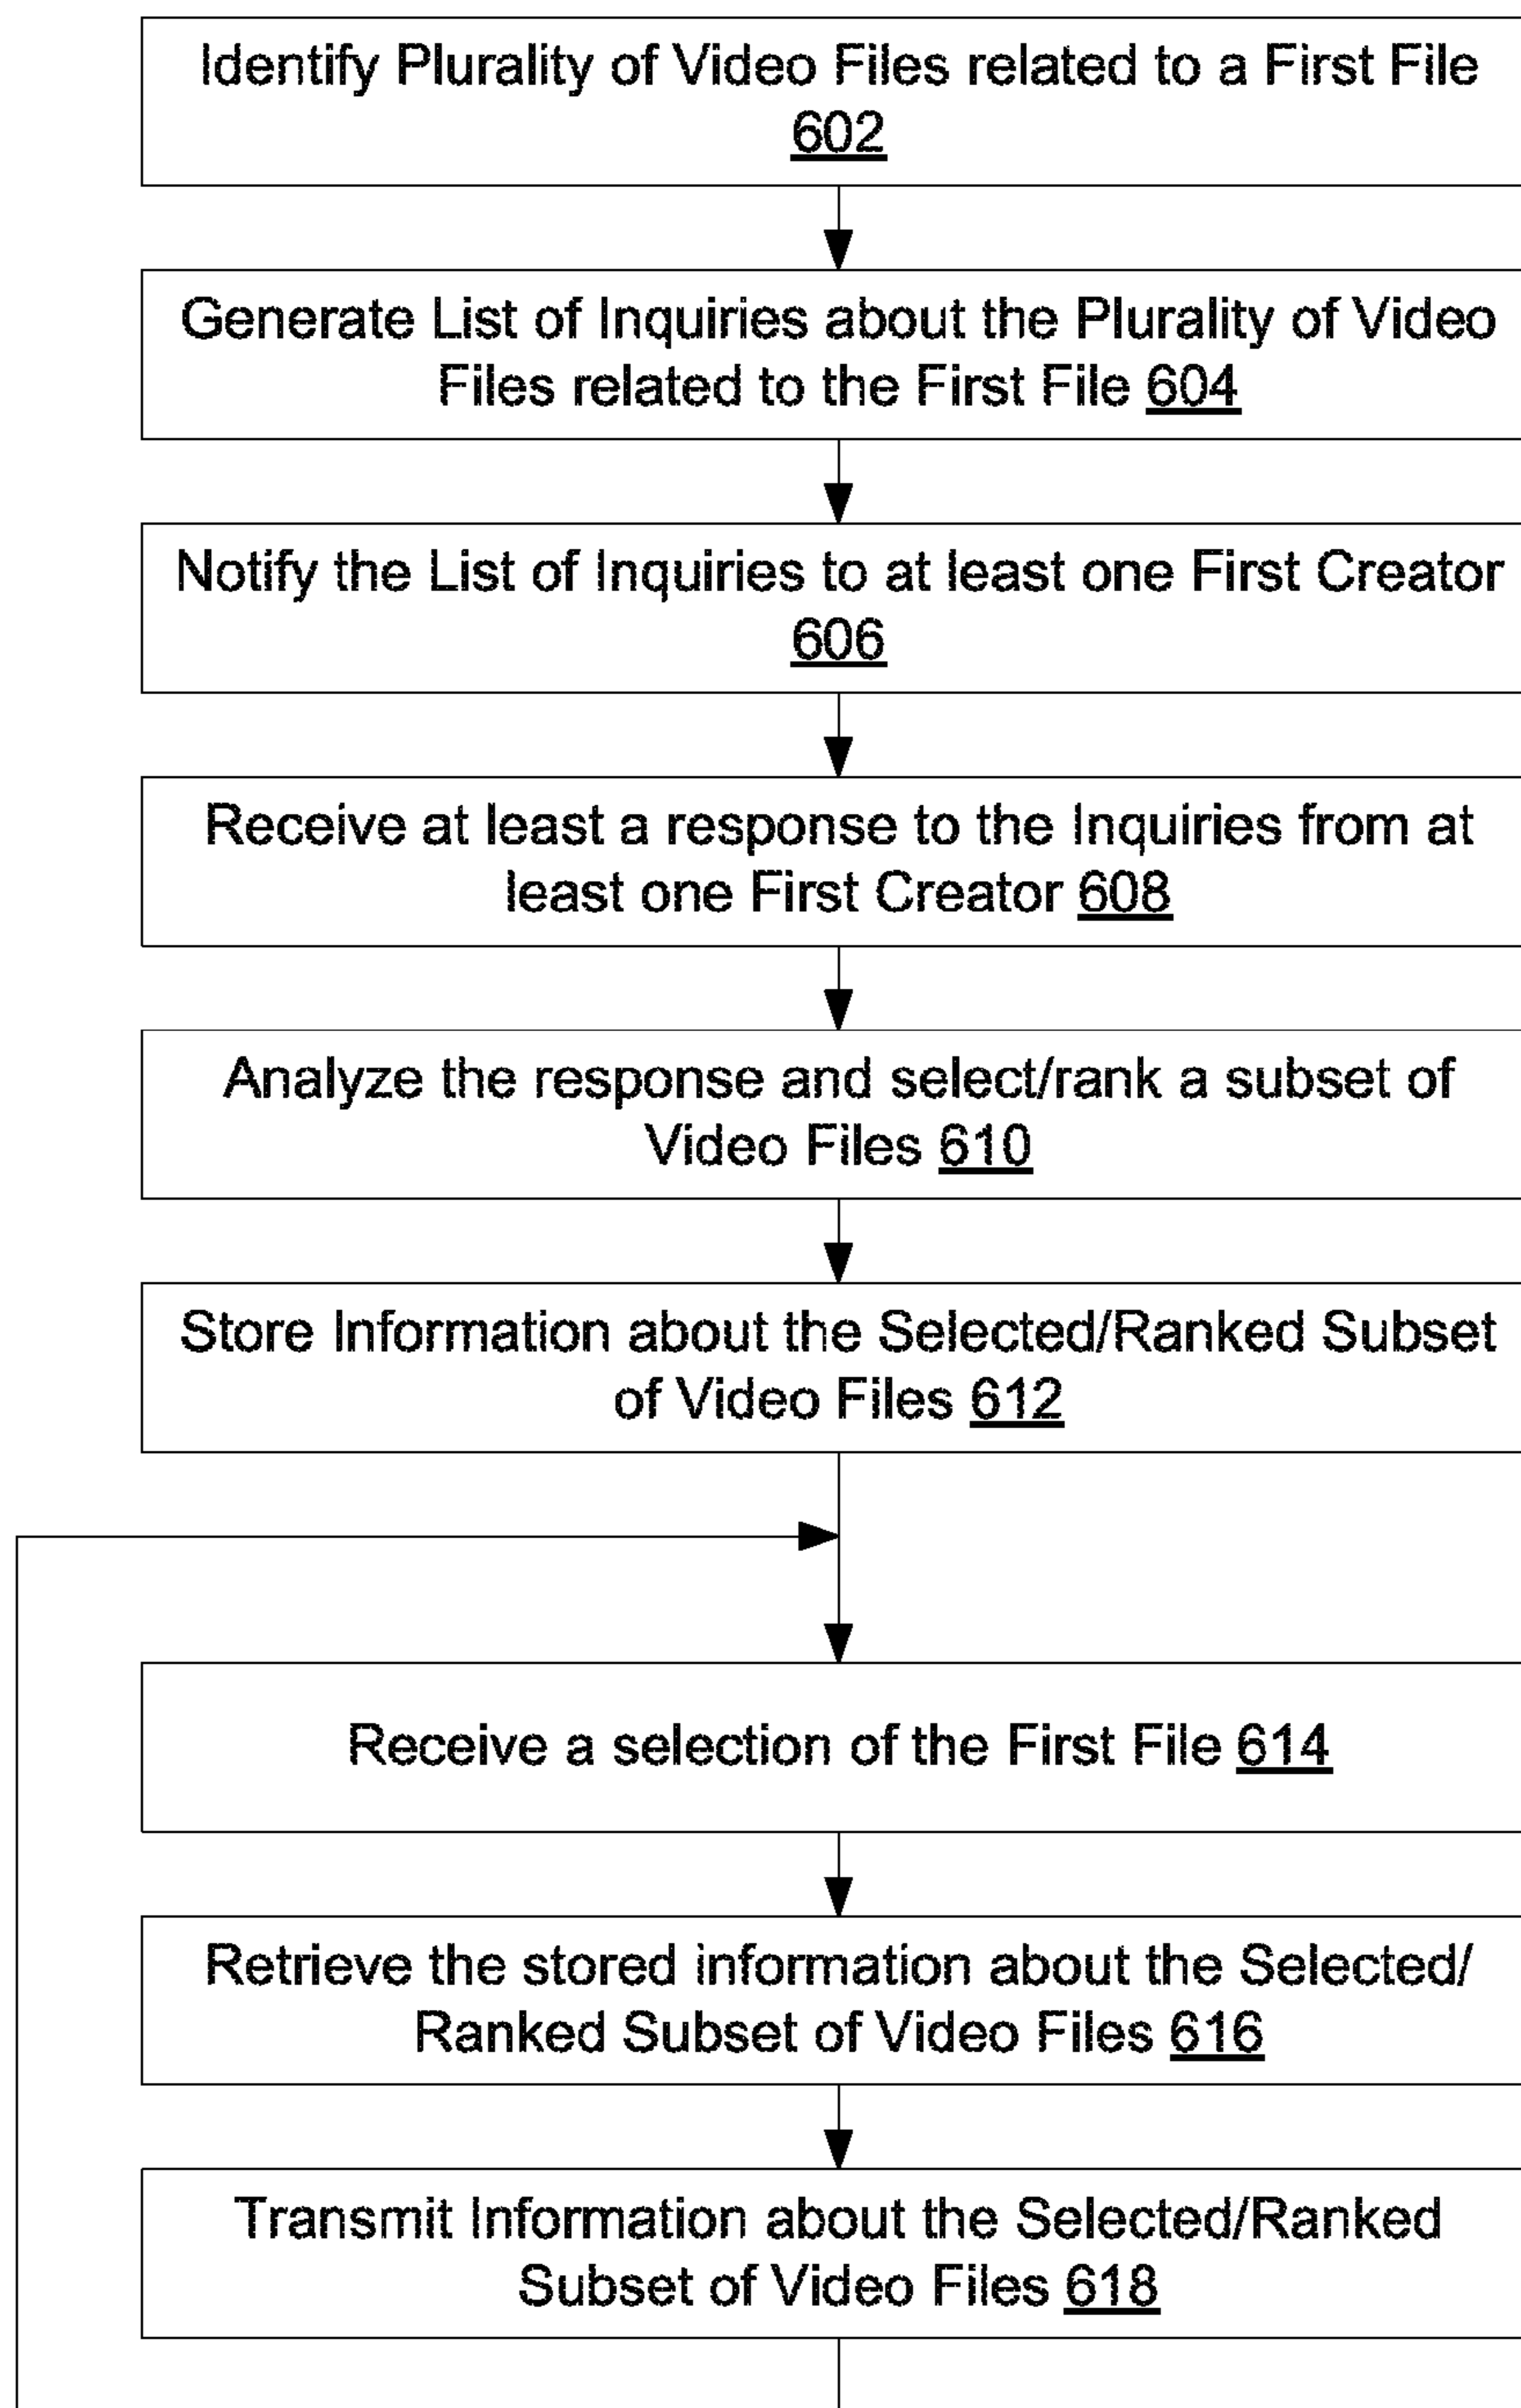 Identify Plurality of Video Files related to a First File
602
Generate List of Inquiries about the Plurality of Video
Files related to the First File 604
Notify the List of Inquiries to at least one First Creator
606
Receive at least a response to the Inquiries from at
least one First Creator 608
Analyze the response and select/rank a subset of
Video Files 610
Store Information about the Selected/Ranked Subset
of Video Files 612
Receive a selection of the First File 614
Retrieve the stored information about the Selected/
Ranked Subset of Video Files 616
Transmit Information about the Selected/Ranked
Subset of Video Files 618